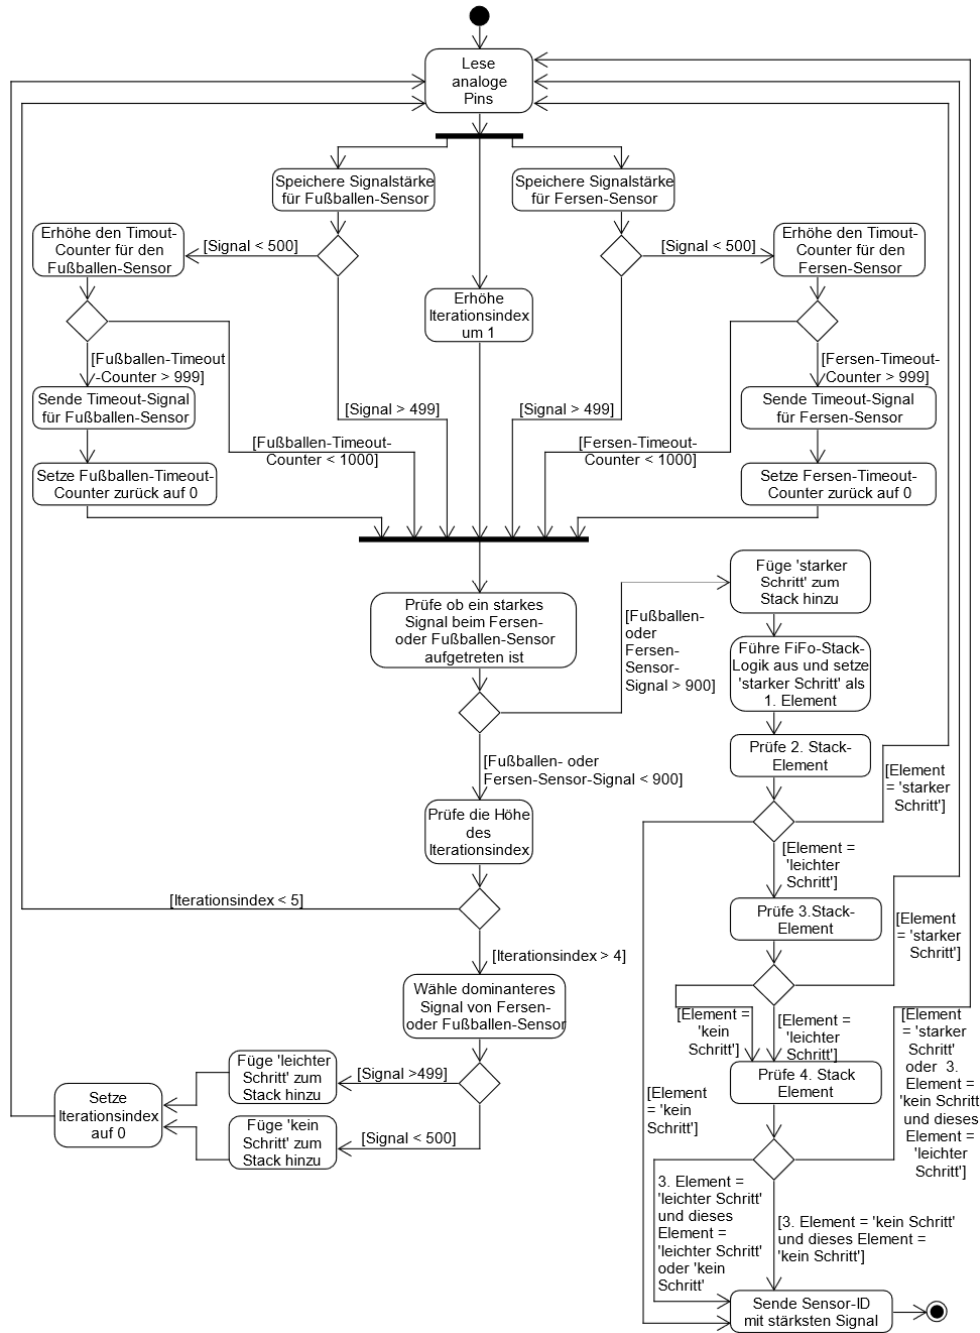 Lese
analoge
Pins
Speichere Signalstärke
für Fußballen-Sensor
Speichere Signalstärke
für Fersen-Sensor
Erhöhe den Timout-
Counter für den
Fußballen-Sensor
[Signal < 500]
[Signal < 500]
Erhöhe den Timout-
Counter für den
Fersen-Sensor
Erhöhe
Iterationsindex
um 1
[Fußballen-Timeout
-Counter > 999]
[Fersen-Timeout-
Counter > 999]
Sende Timeout-Signal
für Fußballen-Sensor
[Signal > 499]
[Signal > 499]
Sende Timeout-Signal
für Fersen-Sensor
[Fußballen-Timeout-
Counter < 1000]
[Fersen-Timeout-
Counter < 1000]
Setze Fußballen-Timeout-
Counter zurück auf 0
Setze Fersen-Timeout-
Counter zurück auf 0
Prüfe ob ein starkes
Signal beim Fersen-
oder Fußballen-Sensor
aufgetreten ist
[Fußballen-
oder
Fersen-
Sensor-
Signal > 900]
Füge 'starker
Schritt' zum
Stack hinzu
Führe FiFo-Stack-
Logik aus und setze
'starker Schritt' als
1. Element
Prüfe 2. Stack-
Element
[Element
= 'starker
Schritt']
[Fußballen- oder
Fersen-Sensor-Signal < 900]
Prüfe die Höhe
des
Iterationsindex
[Element =
'leichter
Schritt']
[Iterationsindex < 5]
Prüfe 3.Stack-
Element
[Element
= 'starker
Schritt']
[Iterationsindex > 4]
Wähle dominanteres
Signal von Fersen-
oder Fußballen-Sensor
[Element =
'kein
Schritt']
[Element =
'leichter
Schritt']
[Element
= 'starker
Schritt'
oder 3.
Element =
'kein Schritt
und dieses
Element =
'leichter
Schritt']
Prüfe 4. Stack
Element
[Element
= 'kein
Schritt']
[Signal >499]
Füge 'leichter
Schritt' zum
Stack hinzu
Setze
Iterationsindex
auf 0
Füge 'kein
Schritt' zum
Stack hinzu
[Signal < 500]
3. Element =
'leichter Schritt'
und dieses
Element =
'leichter Schritt'
oder 'kein
Schritt'
[3. Element = 'kein Schritt'
und dieses Element =
'kein Schritt']
Sende Sensor-ID
mit stärksten Signal